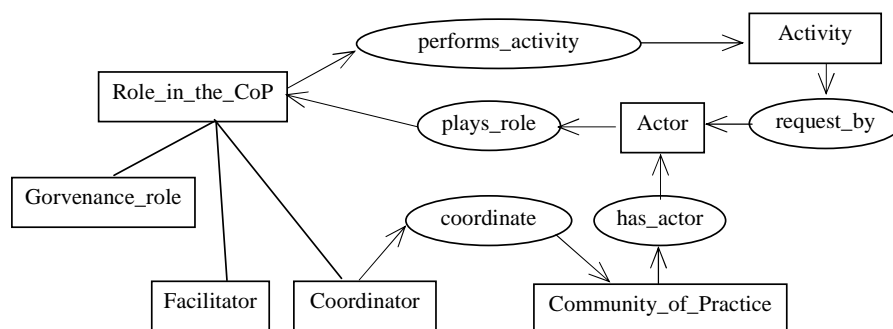 performs_activity
Activity
Role_in_the_CoP
plays_role
Actor
request_by
Gorvenance_role
coordinate
has_actor
Facilitator
Coordinator
Community_of_Practice